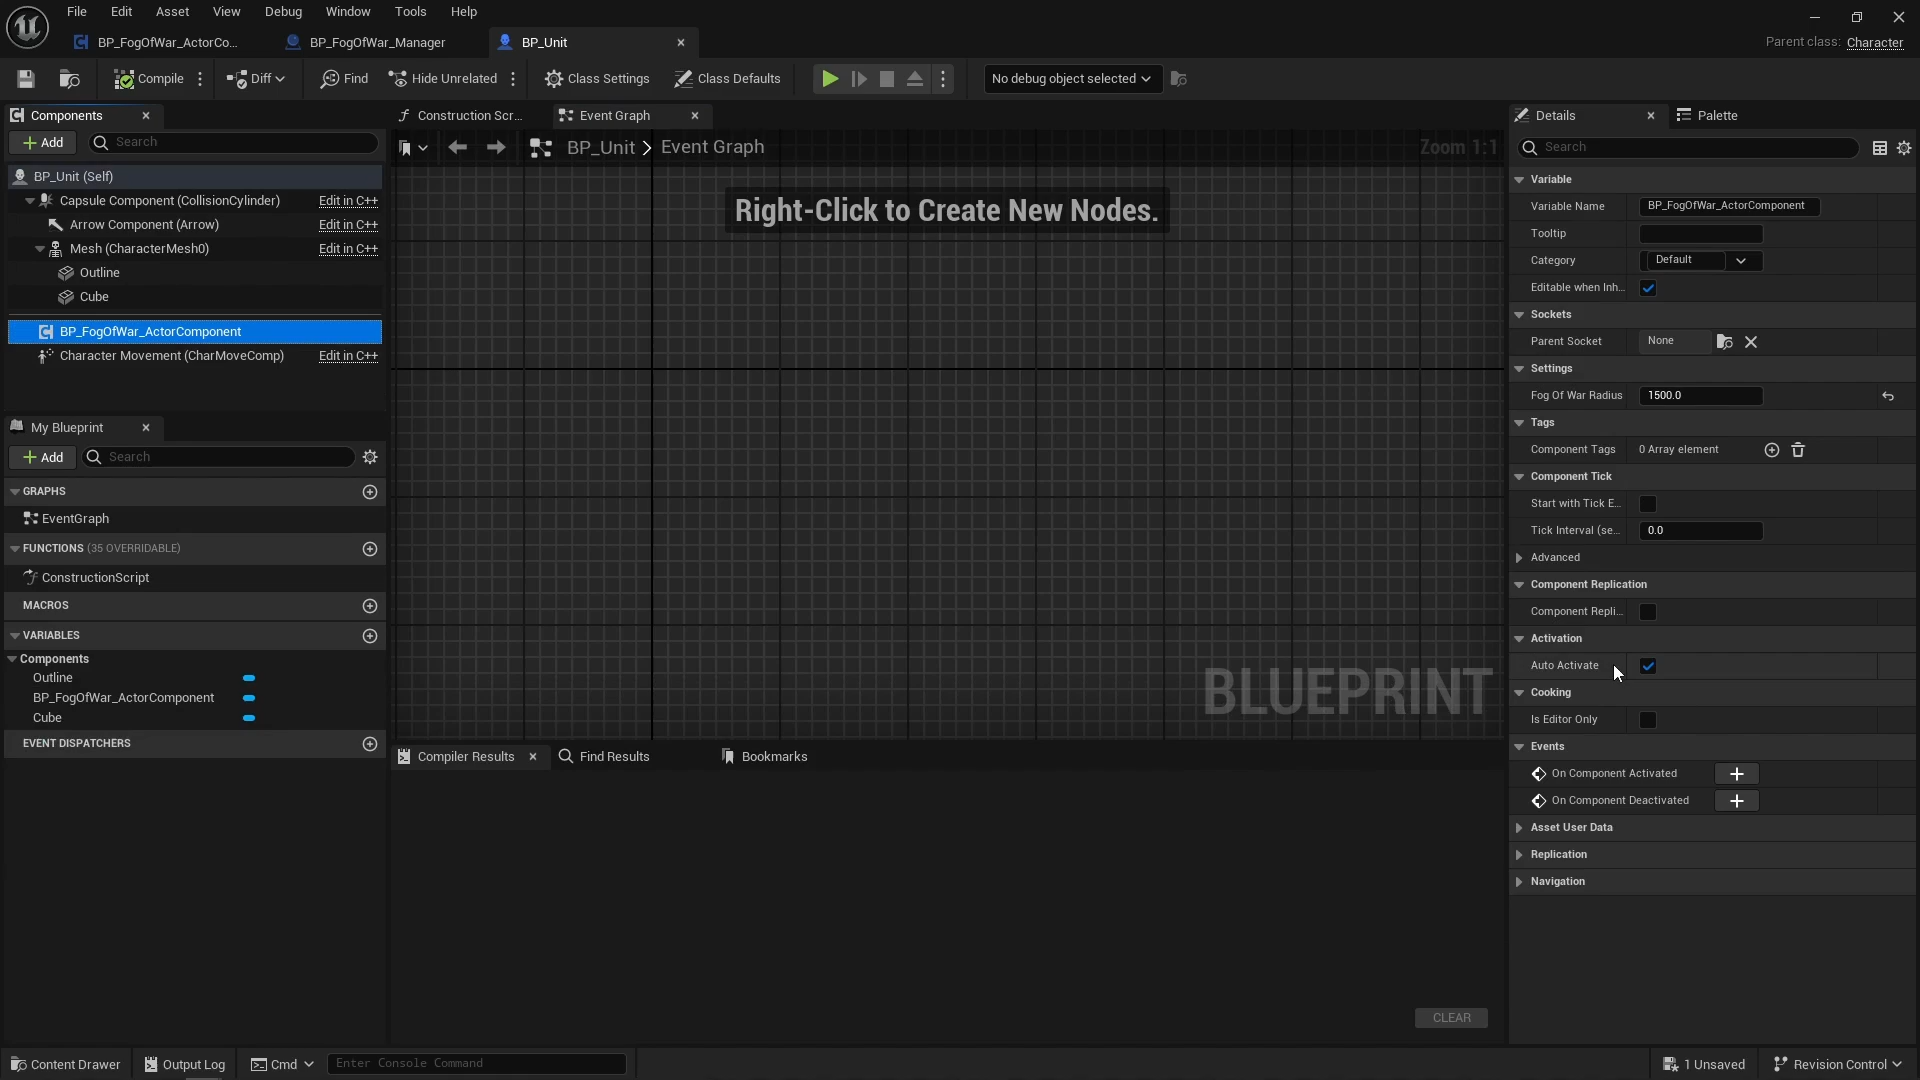 File Edit Asset View Debug Window Tools Help
BP_FogOfWar_ActorCo... BP_FogOfWar_Manager BP_Unit
Parent class: Character
Compile Diff Find Hide Unrelated Class Settings Class Defaults No debug object selected
Components
Add Search
BP_Unit (Self)
Capsule Component (CollisionCylinder) Edit in C++
Arrow Component (Arrow) Edit in C++
Mesh (CharacterMesh0) Edit in C++
Outline
Cube
BP_FogOfWar_ActorComponent
Character Movement (CharMoveComp) Edit in C++
My Blueprint
Add Search
GRAPHS
EventGraph
FUNCTIONS (35 OVERRIDABLE)
ConstructionScript
MACROS
VARIABLES
Components
Outline
BP_FogOfWar_ActorComponent
Cube
EVENT DISPATCHERS
Construction Scr... Event Graph
BP_Unit > Event Graph
Zoom 1:1
Right-Click to Create New Nodes.
BLUEPRINT
Compiler Results Find Results Bookmarks
CLEAR
Details Palette
Search
Variable
Variable Name BP_FogOfWar_ActorComponent
Tooltip
Category Default
Editable when Inh...
Sockets
Parent Socket None
Settings
Fog Of War Radius 1500.0
Tags
Component Tags 0 Array element
Component Tick
Start with Tick E...
Tick Interval (se... 0.0
Advanced
Component Replication
Component Repli...
Activation
Auto Activate
Cooking
Is Editor Only
Events
On Component Activated
On Component Deactivated
Asset User Data
Replication
Navigation
Content Drawer Output Log Cmd Enter Console Command
1 Unsaved Revision Control